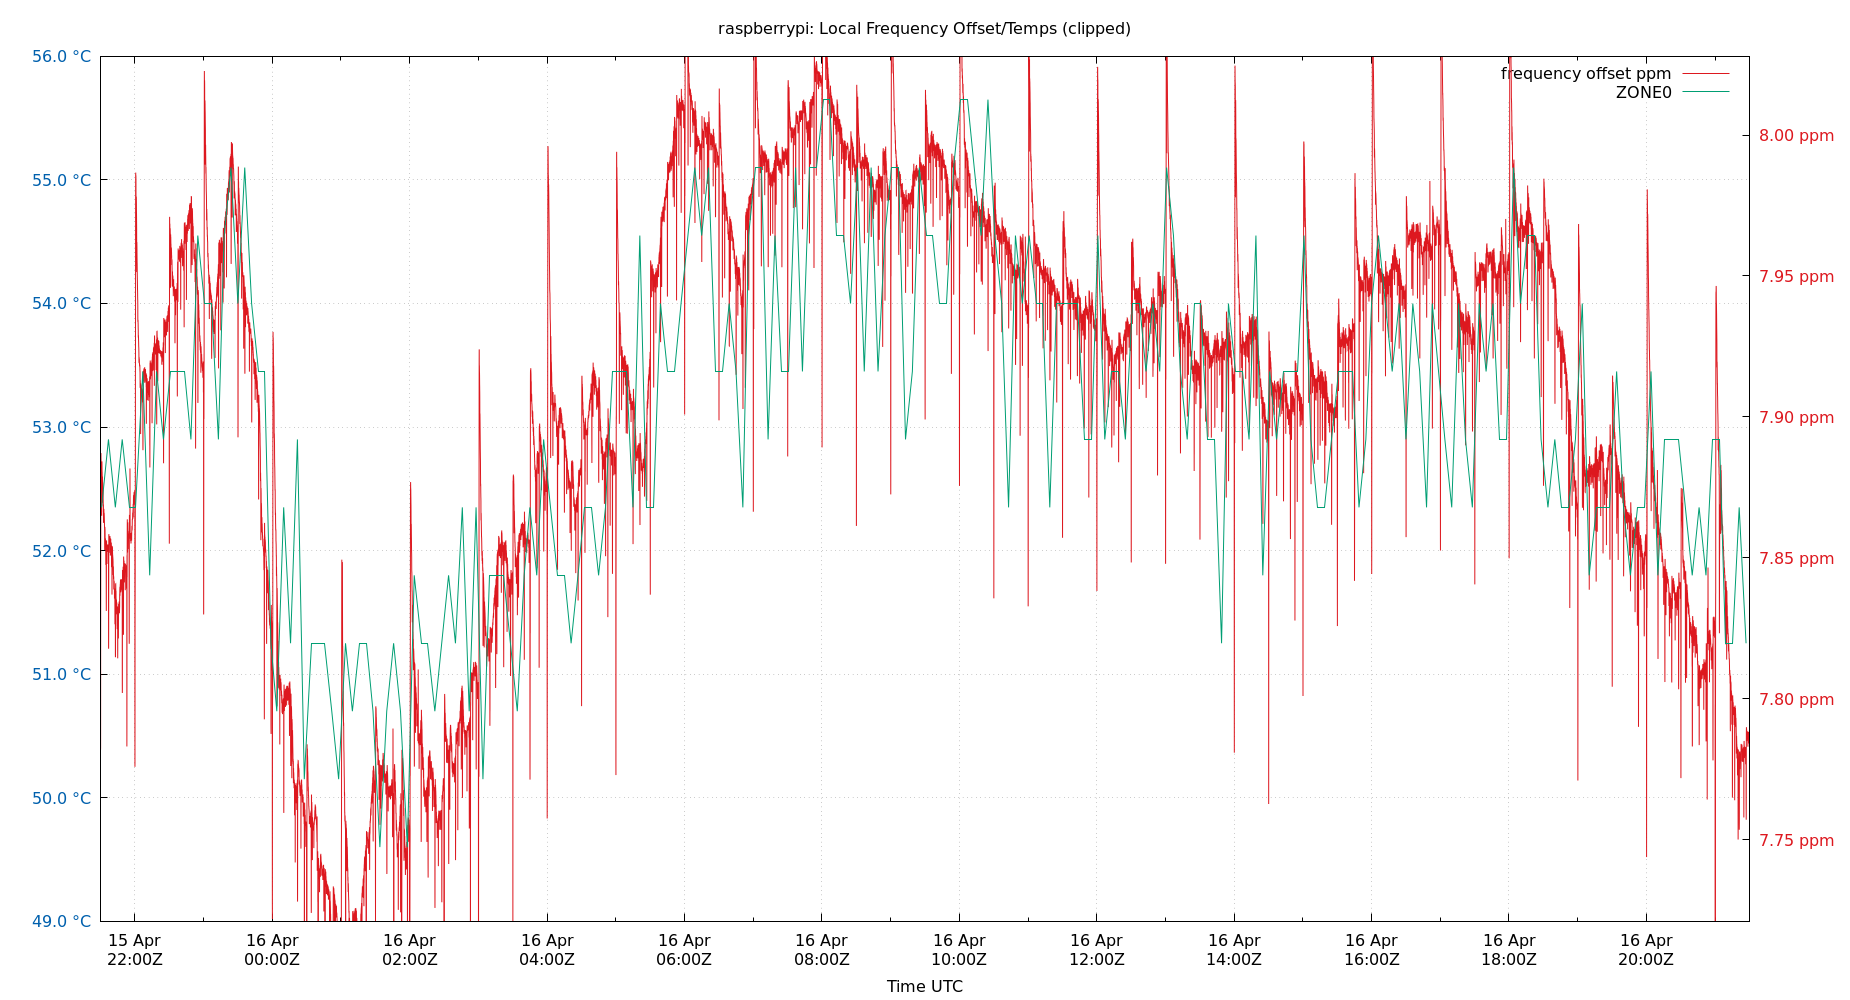 raspberrypi: Local Frequency Offset/Temps (clipped)
56.0 °C
55.0 °C
54.0 °C
53.0 °C
52.0 °C
51.0 °C
50.0 °C
49.0 °C
frequency offset ppm
ZONE0
8.00 ppm
7.95 ppm
7.90 ppm
7.85 ppm
7.80 ppm
7.75 ppm
15 Apr
22:00Z
16 Apr
00:00Z
16 Apr
02:00Z
16 Apr
04:00Z
16 Apr
06:00Z
16 Apr
08:00Z
16 Apr
10:00Z
16 Apr
12:00Z
16 Apr
14:00Z
16 Apr
16:00Z
16 Apr
18:00Z
16 Apr
20:00Z
Time UTC